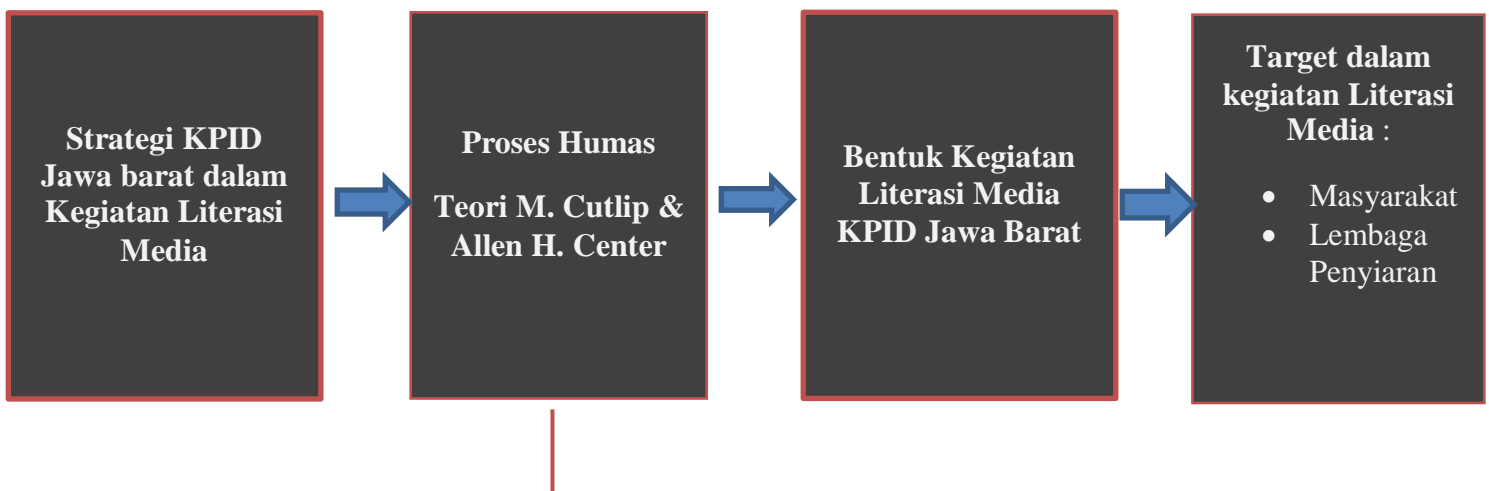 Strategi KPID
Jawa barat dalam
Kegiatan Literasi
Media
Proses Humas
Teori M. Cutlip &
Allen H. Center
Bentuk Kegiatan
Literasi Media
KPID Jawa Barat
Target dalam
kegiatan Literasi
Media :
• Masyarakat
• Lembaga
Penyiaran